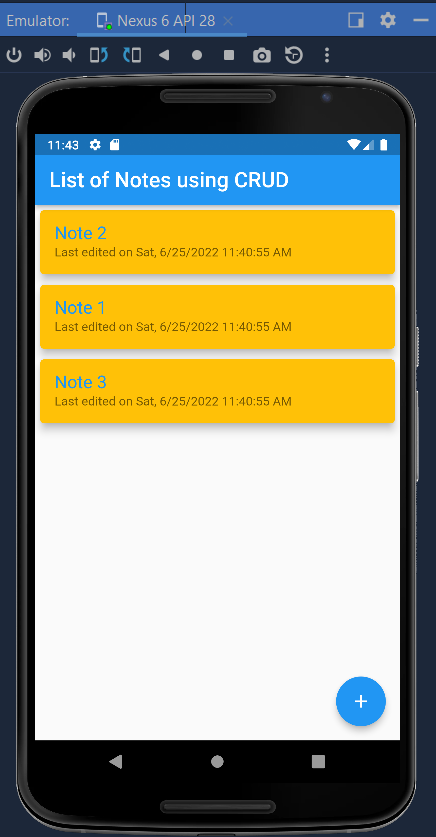 Emulator: Nexus 6 API 28
11:43
List of Notes using CRUD
Note 2
Last edited on Sat, 6/25/2022 11:40:55 AM
Note 1
Last edited on Sat, 6/25/2022 11:40:55 AM
Note 3
Last edited on Sat, 6/25/2022 11:40:55 AM